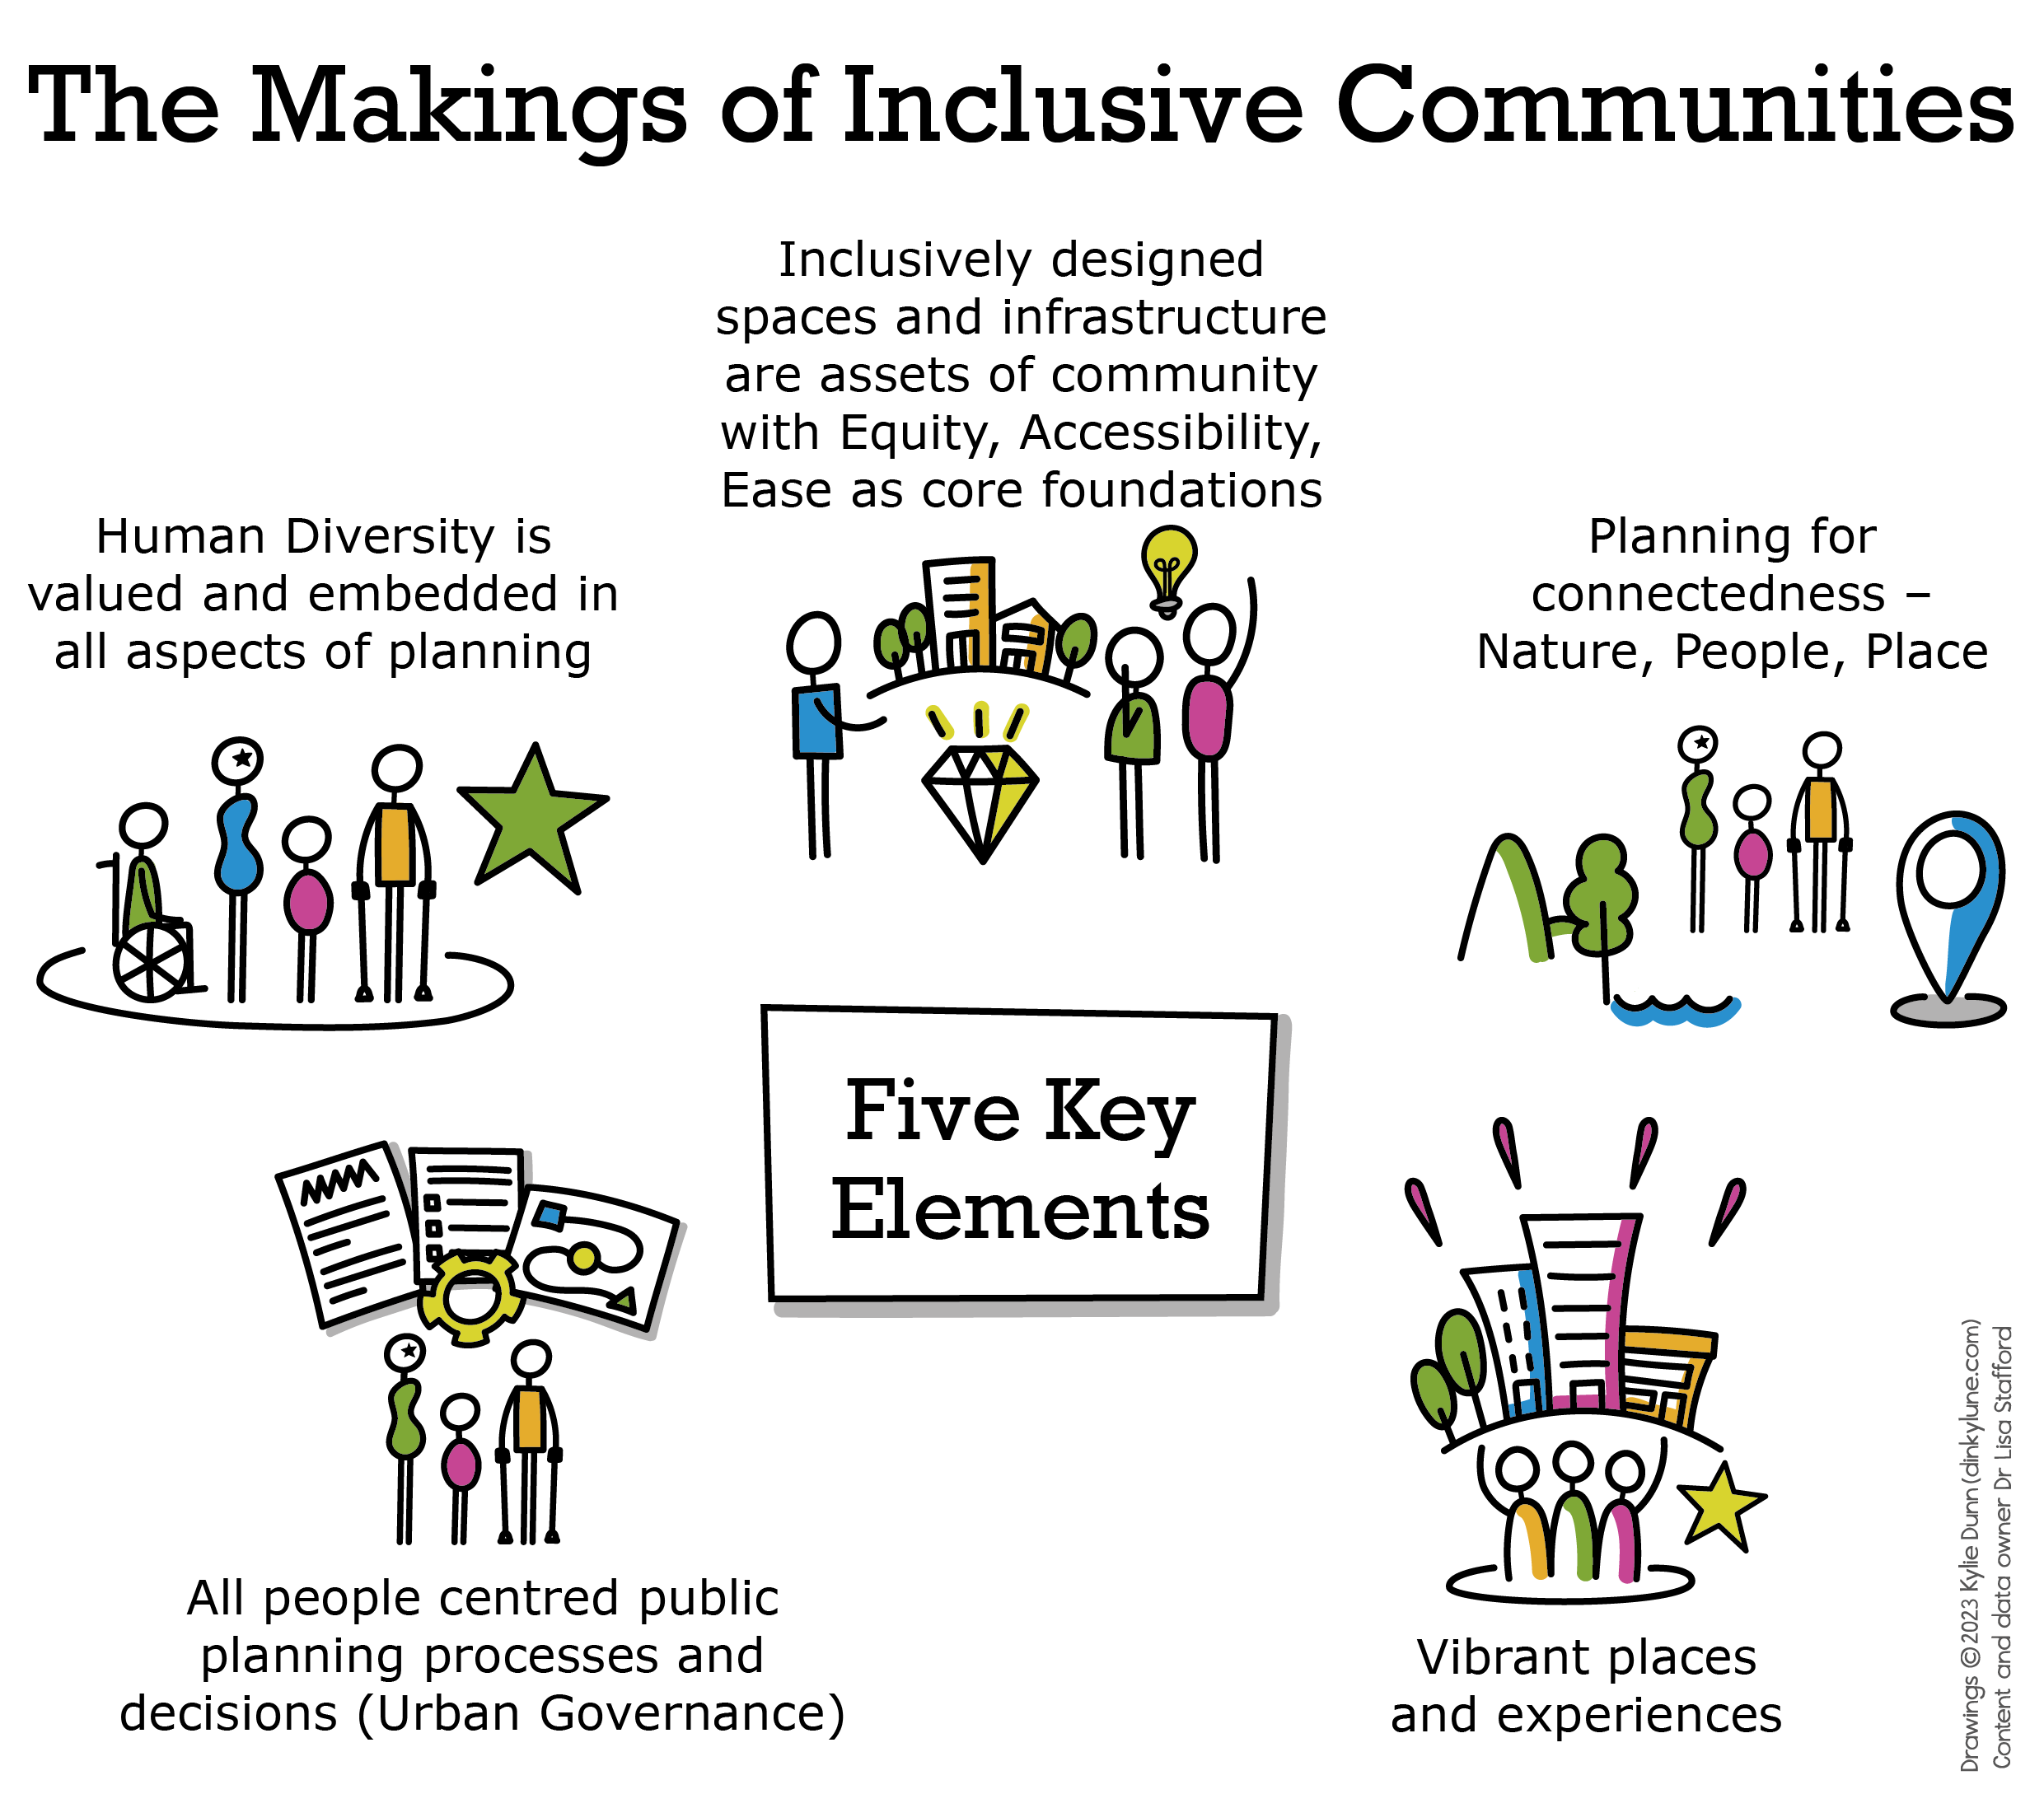 The Makings of Inclusive Communities
Inclusively designed
spaces and infrastructure
are assets of community
with Equity, Accessibility,
Ease as core foundations
Human Diversity is
valued and embedded in
all aspects of planning
Planning for
connectedness –
Nature, People, Place
Five Key
Elements
All people centred public
planning processes and
decisions (Urban Governance)
Vibrant places
and experiences
Drawings ©2023 Kylie Dunn (dinkylune.com)
Content and data owner Dr Lisa Stafford